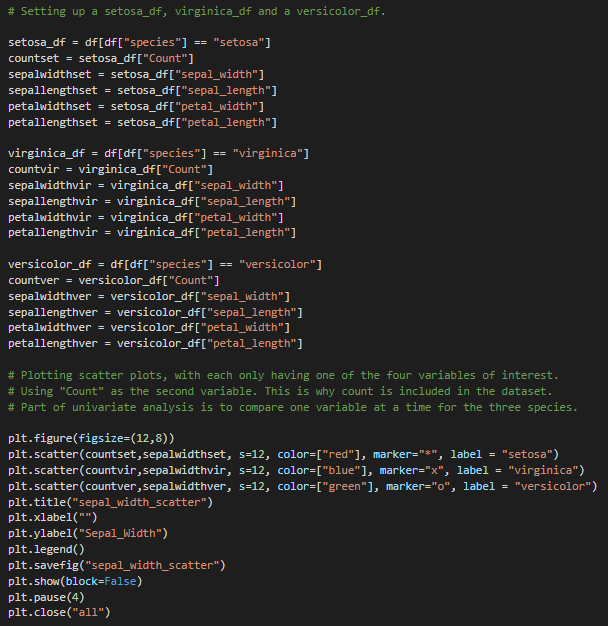 # Setting up a setosa_df, virginica_df and a versicolor_df.
setosa_df = df[df["species"] == "setosa"]
countset = setosa_df["Count"]
sepalwidthset = setosa_df["sepal_width"]
sepallengthset = setosa_df["sepal_length"]
petalwidthset = setosa_df["petal_width"]
petallengthset = setosa_df["petal_length"]
virginica_df = df[df["species"] == "virginica"]
countvir = virginica_df["Count"]
sepalwidthvir = virginica_df["sepal_width"]
sepallengthvir = virginica_df["sepal_length"]
petalwidthvir = virginica_df["petal_width"]
petallengthvir = virginica_df["petal_length"]
versicolor_df = df[df["species"] == "versicolor"]
countver = versicolor_df["Count"]
sepalwidthver = versicolor_df["sepal_width"]
sepallengthver = versicolor_df["sepal_length"]
petalwidthver = versicolor_df["petal_width"]
petallengthver = versicolor_df["petal_length"]
# Plotting scatter plots, with each only having one of the four variables of interest.
# Using "Count" as the second variable. This is why count is included in the dataset.
# Part of univariate analysis is to compare one variable at a time for the three species.
plt.figure(figsize=(12,8))
plt.scatter(countset,sepalwidthset, s=12, color=["red"], marker="*", label = "setosa")
plt.scatter(countvir,sepalwidthvir, s=12, color=["blue"], marker="x", label = "virginica")
plt.scatter(countver,sepalwidthver, s=12, color=["green"], marker="o", label = "versicolor")
plt.title("sepal_width_scatter")
plt.xlabel("")
plt.ylabel("Sepal_Width")
plt.legend()
plt.savefig("sepal_width_scatter")
plt.show(block=False)
plt.pause(4)
plt.close("all")